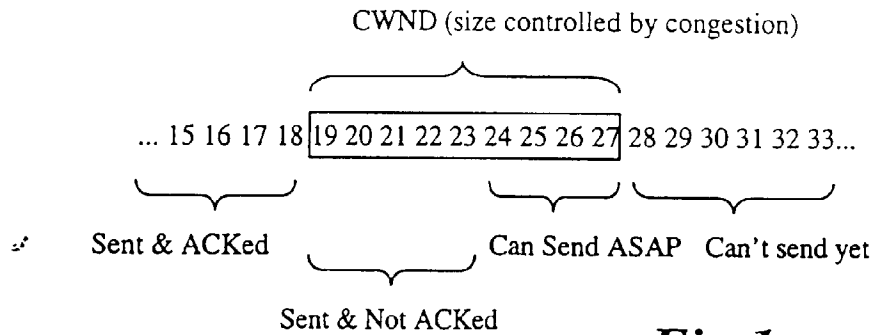 CWND (size controlled by congestion)
... 15 16 17 18 19 20 21 22 23 24 25 26 27 28 29 30 31 32 33...
Sent & ACKed
Can Send ASAP
Can't send yet
Sent & Not ACKed